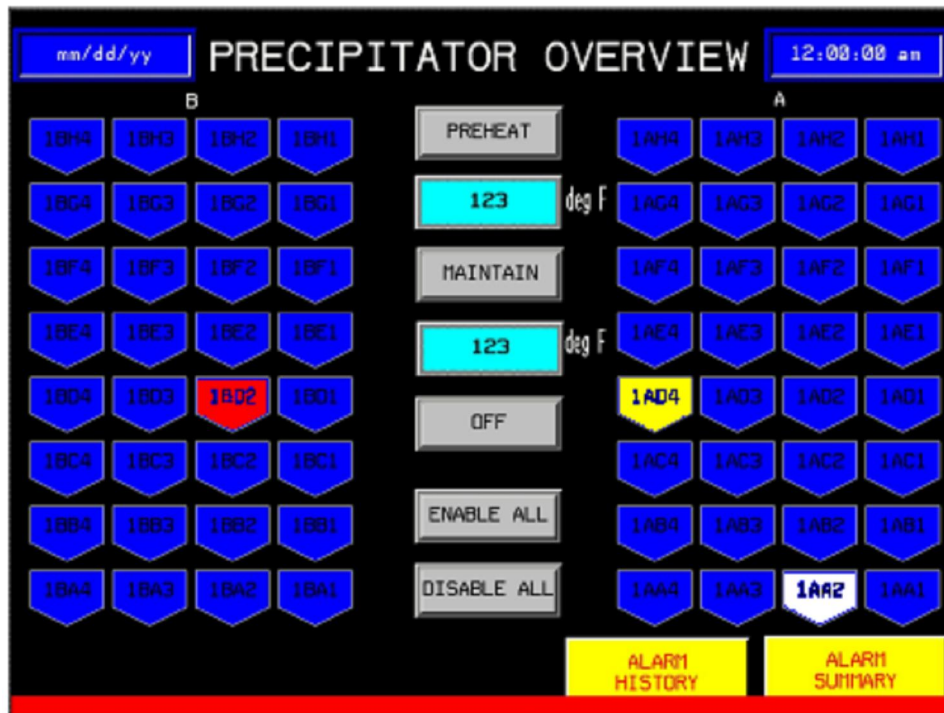 mm/dd/yy PRECIPITATOR OVERVIEW 12:00:00 am
B A
1BH4 1BH3 1BH2 1BH1 PREHEAT 1AH4 1AH3 1AH2 1AH1
1BG4 1BG3 1BG2 1BG1 123 deg F 1AG4 1AG3 1AG2 1AG1
1BF4 1BF3 1BF2 1BF1 MAINTAIN 1AF4 1AF3 1AF2 1AF1
1BE4 1BE3 1BE2 1BE1 123 deg F 1AE4 1AE3 1AE2 1AE1
1BD4 1BD3 1BD2 1BD1 OFF 1AD4 1AD3 1AD2 1AD1
1BC4 1BC3 1BC2 1BC1 1AC4 1AC3 1AC2 1AC1
1BB4 1BB3 1BB2 1BB1 ENABLE ALL 1AB4 1AB3 1AB2 1AB1
1BA4 1BA3 1BA2 1BA1 DISABLE ALL 1AA4 1AA3 1AA2 1AA1
ALARM ALARM
HISTORY SUMMARY